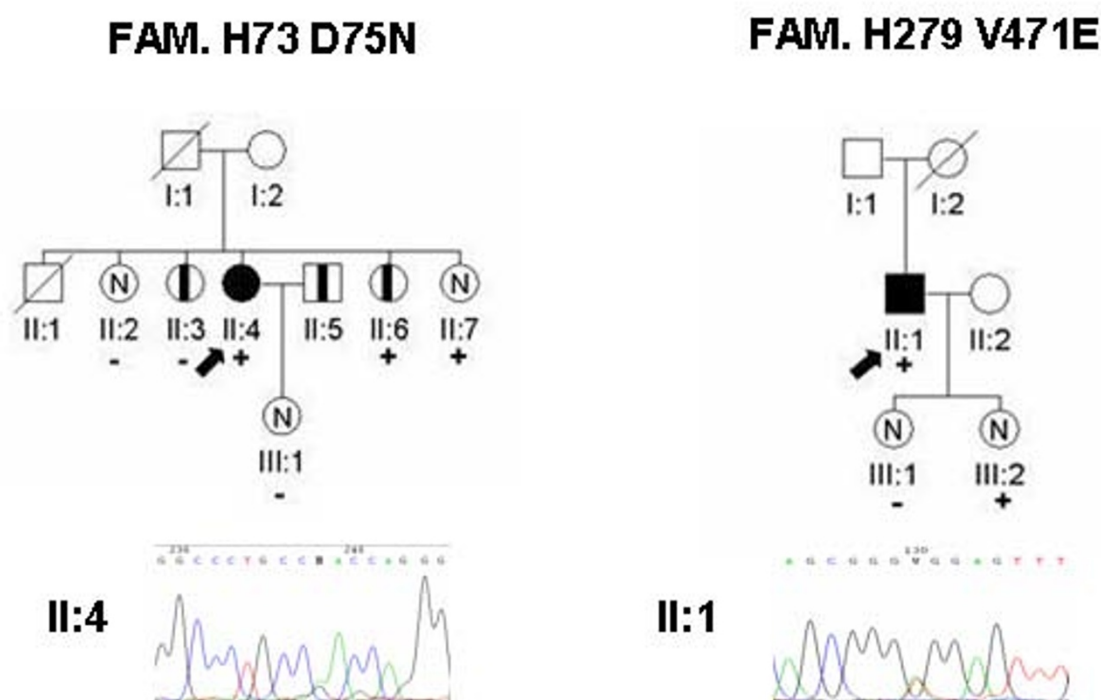 FAM. H73 D75N
FAM. H279 V471E
I:1 I:2
I:1 I:2
N N
II:1 II:2 II:3 II:4 II:5 II:6 II:7
- - + + +
II:1 II:2
+
N
III:1
-
N N
III:1 III:2
- +
II:4
G G C C C T G C C N A C C A G G G
II:1
A G C G G G W G G A G T T T